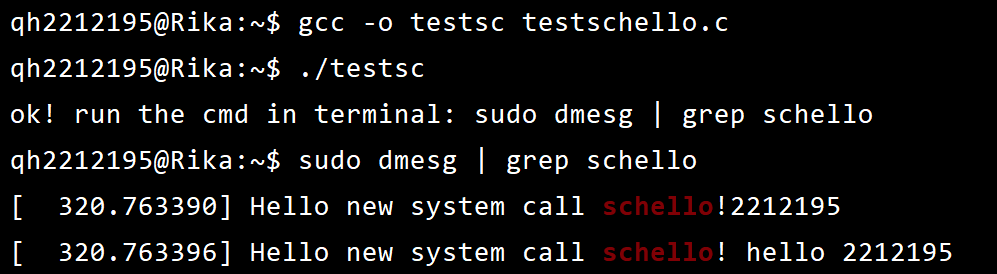 qh2212195@Rika:~$ gcc -o testsc testschello.c
qh2212195@Rika:~$ ./testsc
ok! run the cmd in terminal: sudo dmesg | grep schello
qh2212195@Rika:~$ sudo dmesg | grep schello
[  320.763390] Hello new system call schello!2212195
[  320.763396] Hello new system call schello! hello 2212195